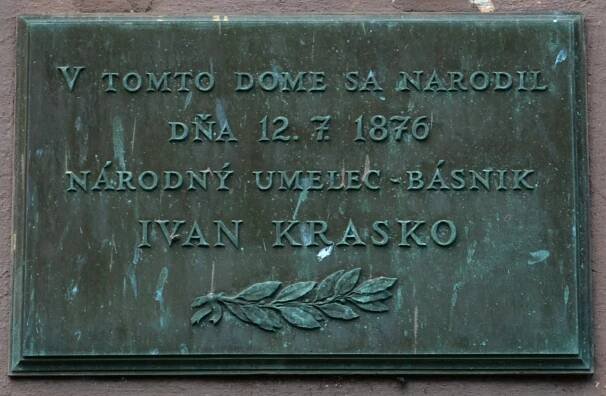 V TOMTO DOME SA NARODIL
DŇA 12. 7 1876
NÁRODNÝ UMELEC-BÁSNIK
IVAN KRASKO